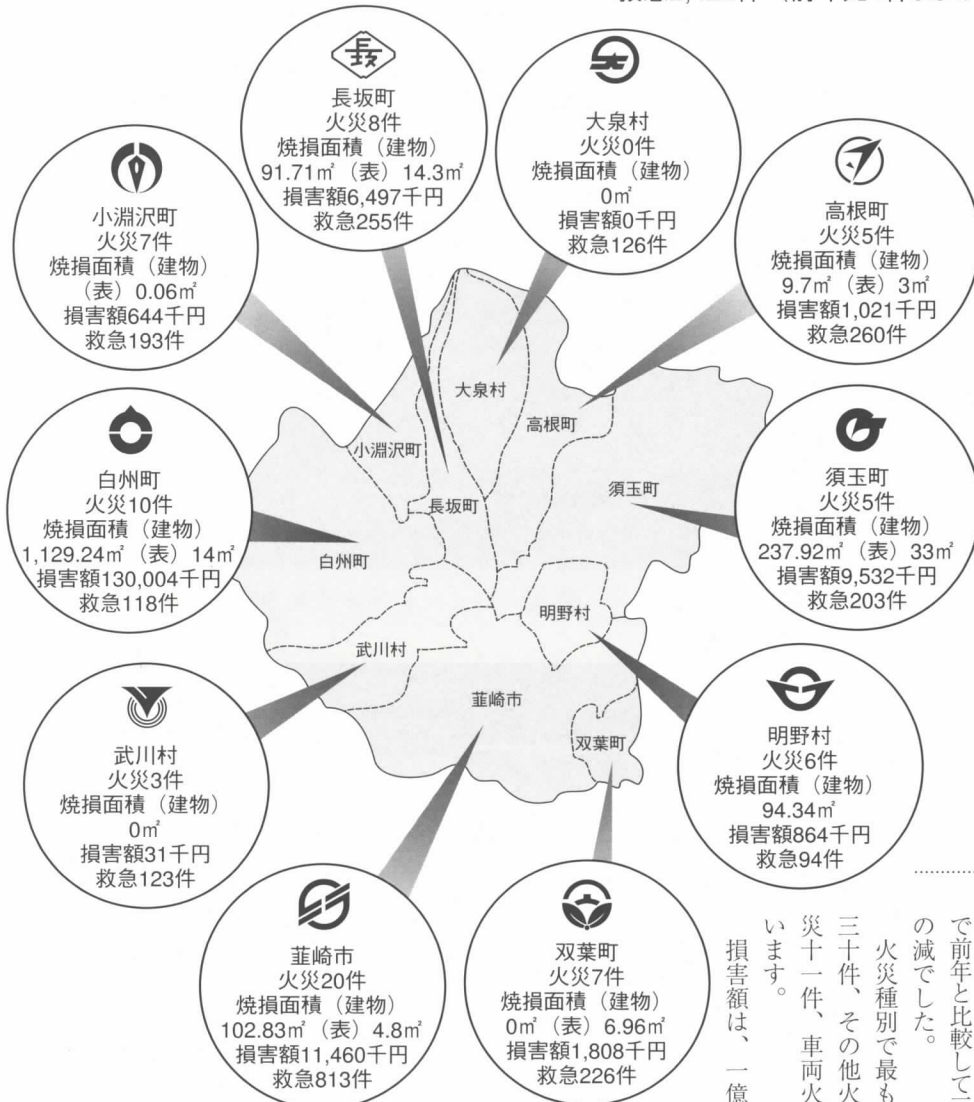 長坂町
火災8件
焼損面積（建物）
91.71㎡（表）14.3㎡
損害額6,497千円
救急255件
大泉村
火災0件
焼損面積（建物）
0㎡
損害額0千円
救急126件
小淵沢町
火災7件
焼損面積（建物）
（表）0.06㎡
損害額644千円
救急193件
高根町
火災5件
焼損面積（建物）
9.7㎡（表）3㎡
損害額1,021千円
救急260件
白州町
火災10件
焼損面積（建物）
1,129.24㎡（表）14㎡
損害額130,004千円
救急118件
須玉町
火災5件
焼損面積（建物）
237.92㎡（表）33㎡
損害額9,532千円
救急203件
武川村
火災3件
焼損面積（建物）
0㎡
損害額31千円
救急123件
明野村
火災6件
焼損面積（建物）
94.34㎡
損害額864千円
救急94件
韮崎市
火災20件
焼損面積（建物）
102.83㎡（表）4.8㎡
損害額11,460千円
救急813件
双葉町
火災7件
焼損面積（建物）
0㎡（表）6.96㎡
損害額1,808千円
救急226件
大泉村
高根町
小淵沢町
長坂町
須玉町
白州町
明野村
武川村
韮崎市
双葉町
で前年と比較して
の減でした。
火災種別で最も
三十件、その他火
災十一件、車両火
います。
損害額は、一億